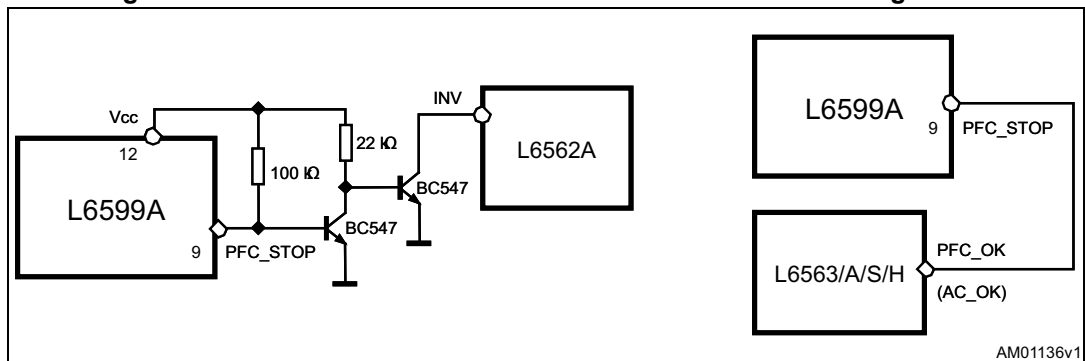 Vcc
12
L6599A
9
PFC_STOP
100 kΩ
22 kΩ
BC547
BC547
INV
L6562A
L6599A
9
PFC_STOP
L6563/A/S/H
PFC_OK
(AC_OK)
AM01136v1